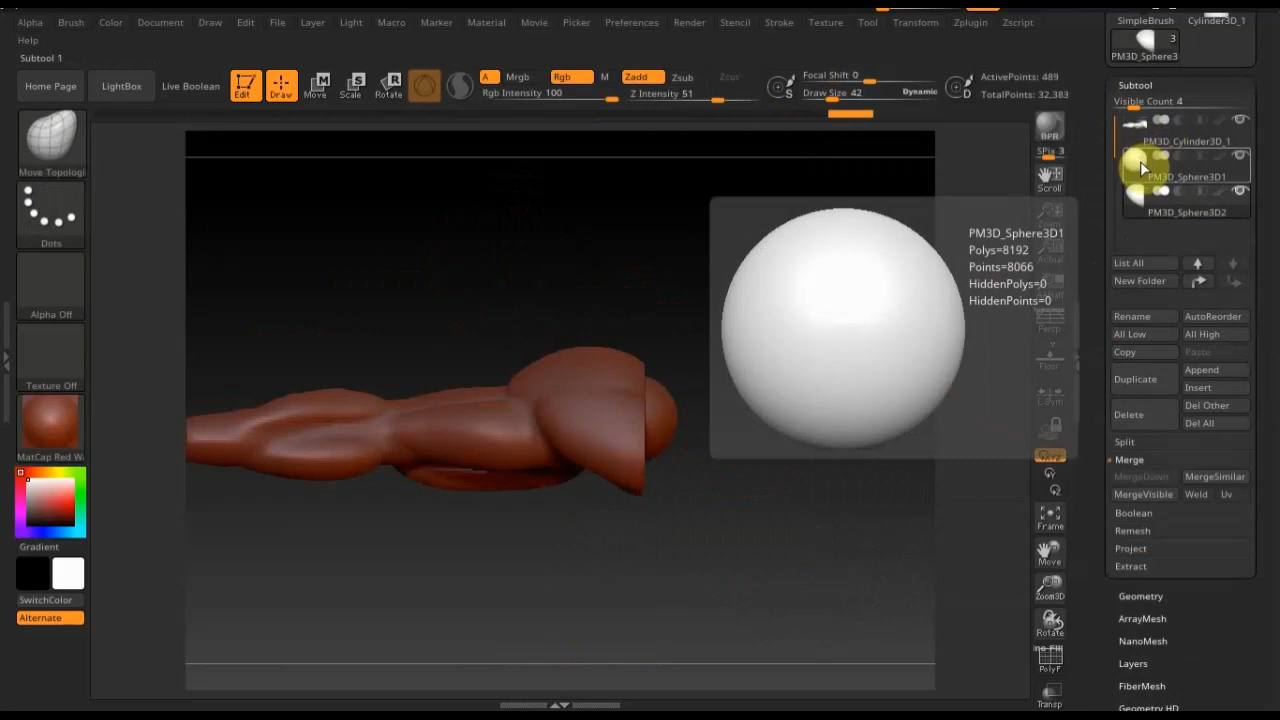 Alpha Brush Color Document Draw Edit File Layer Light Macro Marker Material Movie Picker Preferences Render Stencil Stroke Texture Tool Transform Zplugin Zscript
Help
Subtool 1
Home Page
LightBox
Live Boolean
Edit
Draw
Move
Scale
Rotate
A
Mrgb
Rgb
M
Rgb Intensity 100
Zadd
Zsub
Zcut
Z Intensity 51
Focal Shift 0
Draw Size 42
Dynamic
ActivePoints: 489
TotalPoints: 32,383
Move Topologi
Dots
Alpha Off
Texture Off
MatCap Red Wa
Gradient
SwitchColor
Alternate
PM3D_Sphere3D1
Polys=8192
Points=8066
HiddenPolys=0
HiddenPoints=0
BPR
SPix 3
Scroll
Actual
Persp
Floor
Frame
Move
Zoom3D
Rotate
PolyF
Transp
SimpleBrush
Cylinder3D_1
3
PM3D_Sphere3
Subtool
Visible Count 4
PM3D_Cylinder3D_1
PM3D_Sphere3D1
PM3D_Sphere3D2
List All
New Folder
Rename
AutoReorder
All Low
All High
Copy
Paste
Duplicate
Append
Insert
Delete
Del Other
Del All
Split
Merge
MergeDown
MergeSimilar
MergeVisible
Weld
Uv
Boolean
Remesh
Project
Extract
Geometry
ArrayMesh
NanoMesh
Layers
FiberMesh
Geometry HD